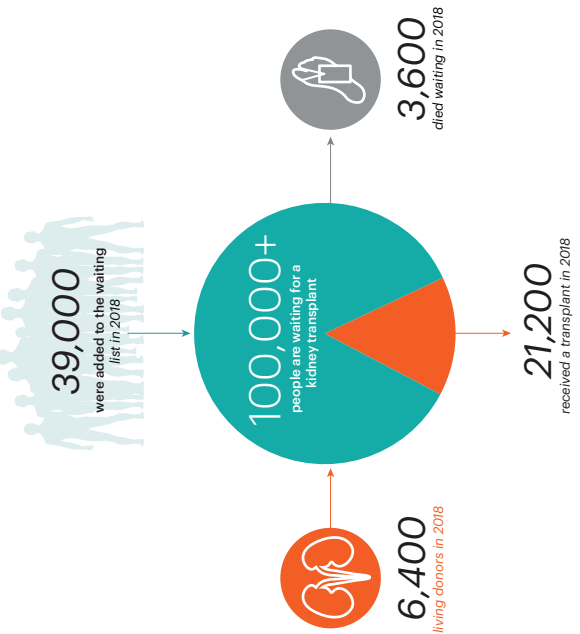 39,000
were added to the waiting
list in 2018
100,000+
people are waiting for a
kidney transplant
6,400
living donors in 2018
3,600
died waiting in 2018
21,200
received a transplant in 2018